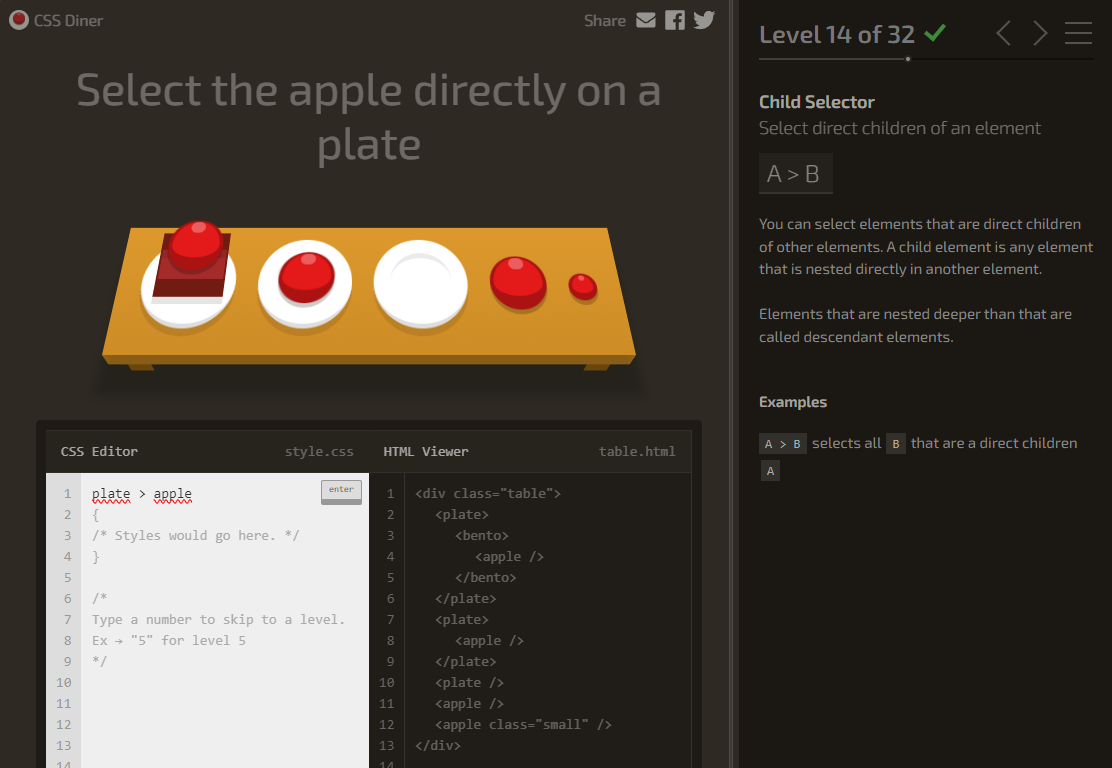 CSS Diner
Share
Select the apple directly on a
plate
CSS Editor
style.css
HTML Viewer
table.html
1 plate > apple
enter
2 {
3 /* Styles would go here. */
4 }
5
6 /*
7 Type a number to skip to a level.
8 Ex → "5" for level 5
9 */
10
11
12
13
14
1 <div class="table">
2 <plate>
3 <bento>
4 <apple />
5 </bento>
6 </plate>
7 <plate>
8 <apple />
9 </plate>
10 <plate />
11 <apple />
12 <apple class="small" />
13 </div>
14
Level 14 of 32
Child Selector
Select direct children of an element
A > B
You can select elements that are direct children
of other elements. A child element is any element
that is nested directly in another element.
Elements that are nested deeper than that are
called descendant elements.
Examples
A > B selects all B that are a direct children
A